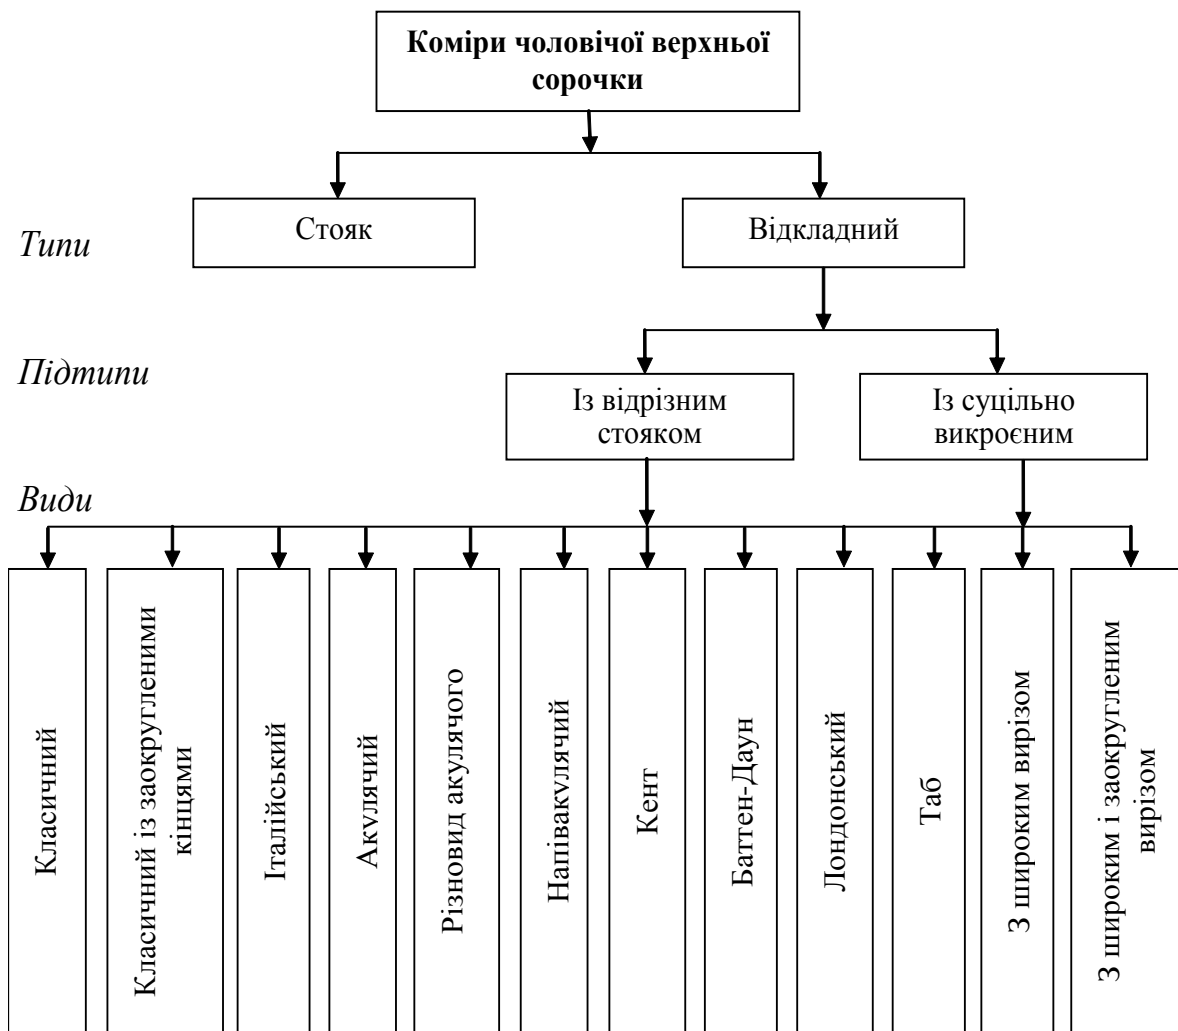 Коміри чоловічої верхньої
сорочки
Стояк
Відкладний
Типи
Підтипи
Із відрізним
стояком
Із суцільно
викроєним
Види
Класичний
Класичний із заокругленими
кінцями
Італійський
Акулячий
Різновид акулячого
Напівакулячий
Кент
Баттен-Даун
Лондонський
Таб
З широким вирізом
З широким і заокругленим
вирізом